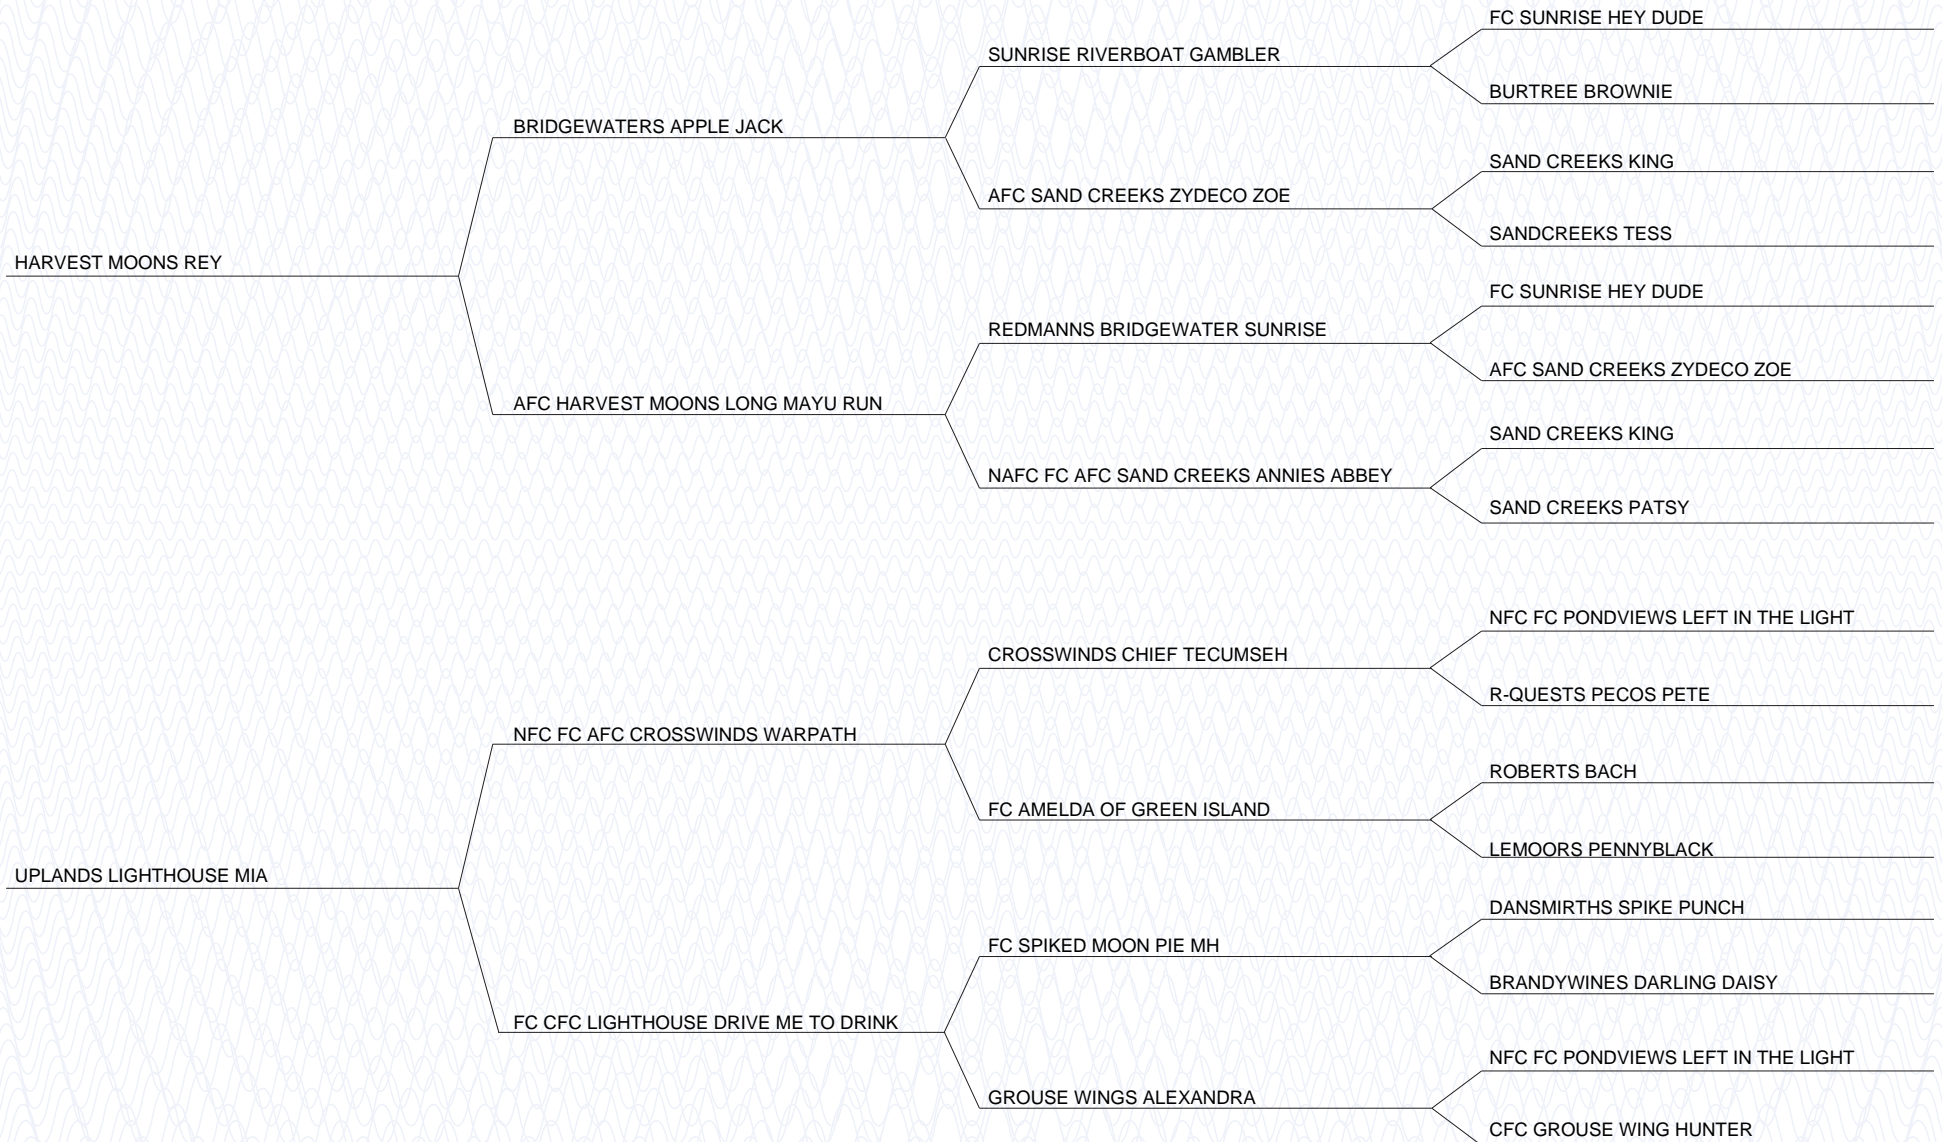 FC SUNRISE HEY DUDE
SUNRISE RIVERBOAT GAMBLER
BURTREE BROWNIE
BRIDGEWATERS APPLE JACK
SAND CREEKS KING
AFC SAND CREEKS ZYDECO ZOE
SANDCREEKS TESS
HARVEST MOONS REY
FC SUNRISE HEY DUDE
REDMANNS BRIDGEWATER SUNRISE
AFC SAND CREEKS ZYDECO ZOE
AFC HARVEST MOONS LONG MAYU RUN
SAND CREEKS KING
NAFC FC AFC SAND CREEKS ANNIES ABBEY
SAND CREEKS PATSY
NFC FC PONDVIEWS LEFT IN THE LIGHT
CROSSWINDS CHIEF TECUMSEH
R-QUESTS PECOS PETE
NFC FC AFC CROSSWINDS WARPATH
ROBERTS BACH
FC AMELDA OF GREEN ISLAND
LEMOORS PENNYBLACK
UPLANDS LIGHTHOUSE MIA
DANSMIRTHS SPIKE PUNCH
FC SPIKED MOON PIE MH
BRANDYWINES DARLING DAISY
FC CFC LIGHTHOUSE DRIVE ME TO DRINK
NFC FC PONDVIEWS LEFT IN THE LIGHT
GROUSE WINGS ALEXANDRA
CFC GROUSE WING HUNTER